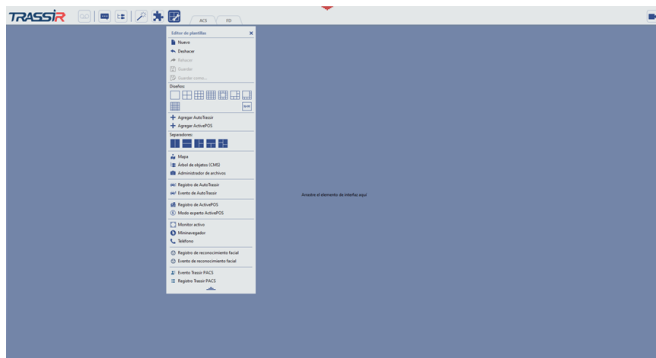 TRASSIR
ACS
Editor de plantillas
Nuevo
Deshacer
Rehacer
Guardar
Guardar como...
Diseños:
Agregar AutoTrassir
Agregar ActivePOS
Separadores:
Mapa
Árbol de objetos (CMS)
Administrador de archivos
Registro de AutoTrassir
Evento de AutoTrassir
Registro de ActivePOS
Modo experto ActivePOS
Monitor activo
Mininavegador
Teléfono
Registro de reconocimiento facial
Evento de reconocimiento facial
Evento Trassir PACS
Registro Trassir PACS
Arrastre el elemento de interfaz aquí